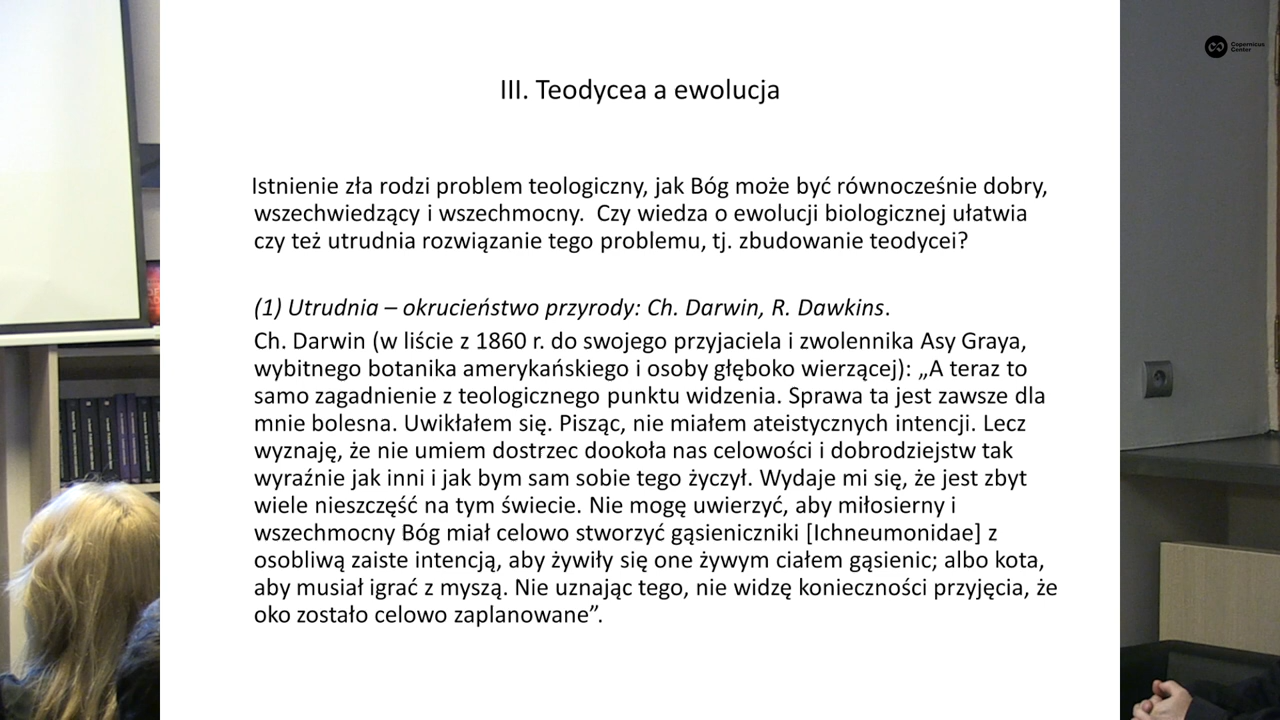 III. Teodycea a ewolucja
Istnienie zła rodzi problem teologiczny, jak Bóg może być równocześnie dobry,
wszechwiedzący i wszechmocny.  Czy wiedza o ewolucji biologicznej ułatwia
czy też utrudnia rozwiązanie tego problemu, tj. zbudowanie teodycei?
(1) Utrudnia – okrucieństwo przyrody: Ch. Darwin, R. Dawkins.
Ch. Darwin (w liście z 1860 r. do swojego przyjaciela i zwolennika Asy Graya,
wybitnego botanika amerykańskiego i osoby głęboko wierzącej): „A teraz to
samo zagadnienie z teologicznego punktu widzenia. Sprawa ta jest zawsze dla
mnie bolesna. Uwikłałem się. Pisząc, nie miałem ateistycznych intencji. Lecz
wyznaję, że nie umiem dostrzec dookoła nas celowości i dobrodziejstw tak
wyraźnie jak inni i jak bym sam sobie tego życzył. Wydaje mi się, że jest zbyt
wiele nieszczęść na tym świecie. Nie mogę uwierzyć, aby miłosierny i
wszechmocny Bóg miał celowo stworzyć gąsieniczniki [Ichneumonidae] z
osobliwą zaiste intencją, aby żywiły się one żywym ciałem gąsienic; albo kota,
aby musiał igrać z myszą. Nie uznając tego, nie widzę konieczności przyjęcia, że
oko zostało celowo zaplanowane”.
Copernicus
Center